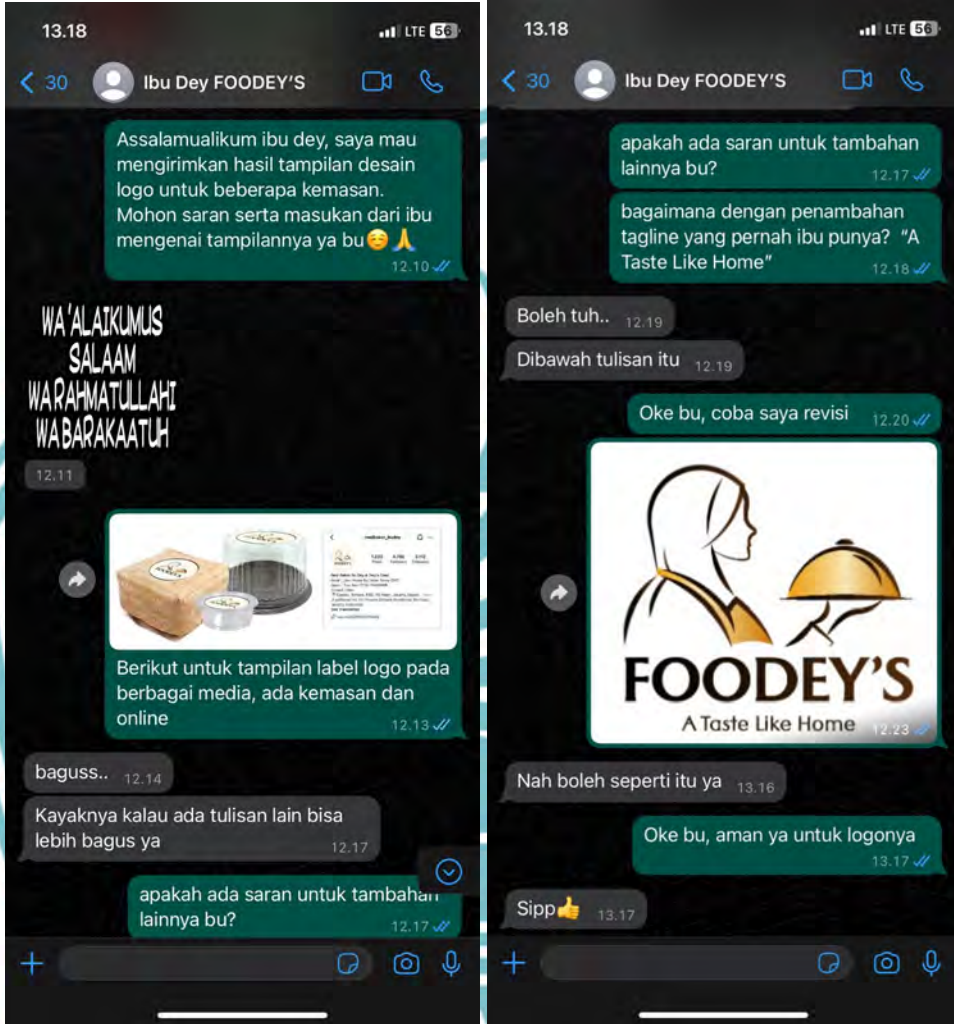 13.18
LTE 56
30
Ibu Dey FOODEY'S
Assalamualikum ibu dey, saya mau
mengirimkan hasil tampilan desain
logo untuk beberapa kemasan.
Mohon saran serta masukan dari ibu
mengenai tampilannya ya bu☺️🙏
12.10
WA'ALAIKUMUS
SALAAM
WARAHMATULLAHI
WABARAKAATUH
12.11
FOODEY'S
Berikut untuk tampilan label logo pada
berbagai media, ada kemasan dan
online
12.13
baguss.. 12.14
Kayaknya kalau ada tulisan lain bisa
lebih bagus ya
12.17
apakah ada saran untuk tambahan
lainnya bu?
12.17
13.18
LTE 56
30
Ibu Dey FOODEY'S
apakah ada saran untuk tambahan
lainnya bu?
12.17
bagaimana dengan penambahan
tagline yang pernah ibu punya? "A
Taste Like Home"
12.18
Boleh tuh.. 12.19
Dibawah tulisan itu 12.19
Oke bu, coba saya revisi 12.20
FOODEY'S
A Taste Like Home
12.23
Nah boleh seperti itu ya 13.16
Oke bu, aman ya untuk logonya
13.17
Sipp👍 13.17